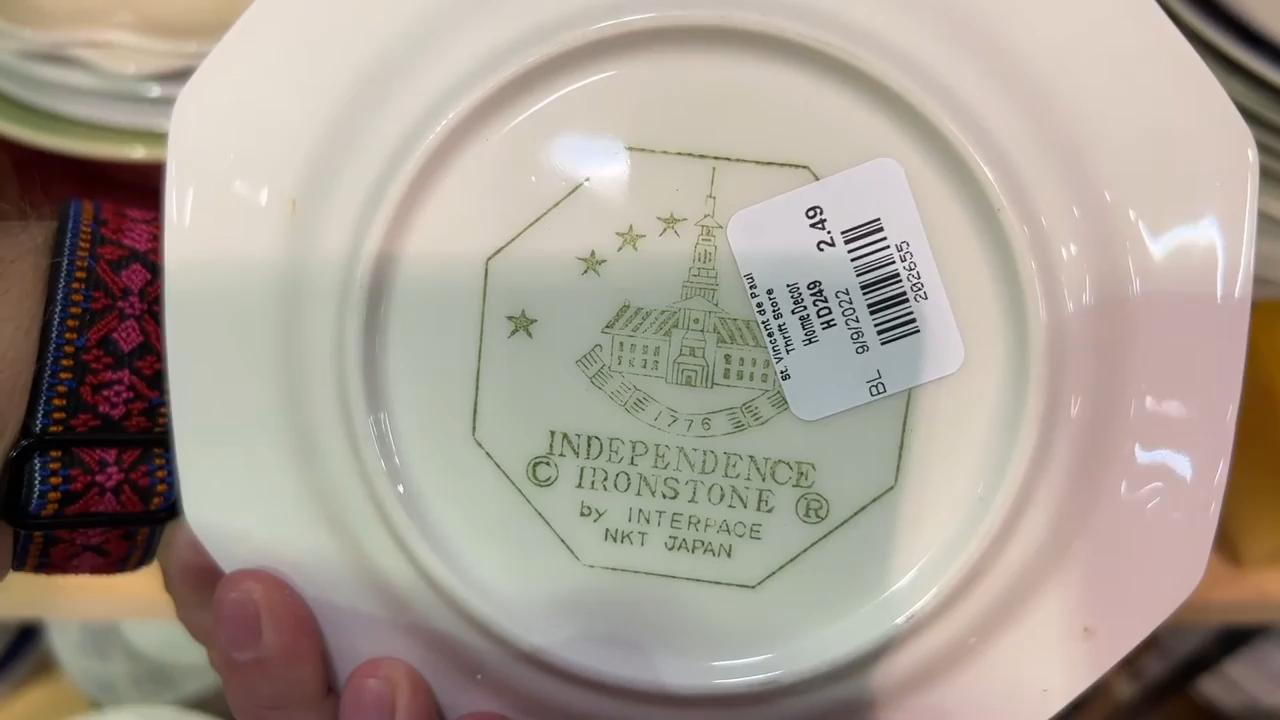 St. Vincent de Paul
Thrift Store
Home Decor
HD249 2.49
BL 9/9/2022
202655
1776
INDEPENDENCE
© IRONSTONE ®
by INTERPACE
NKT JAPAN